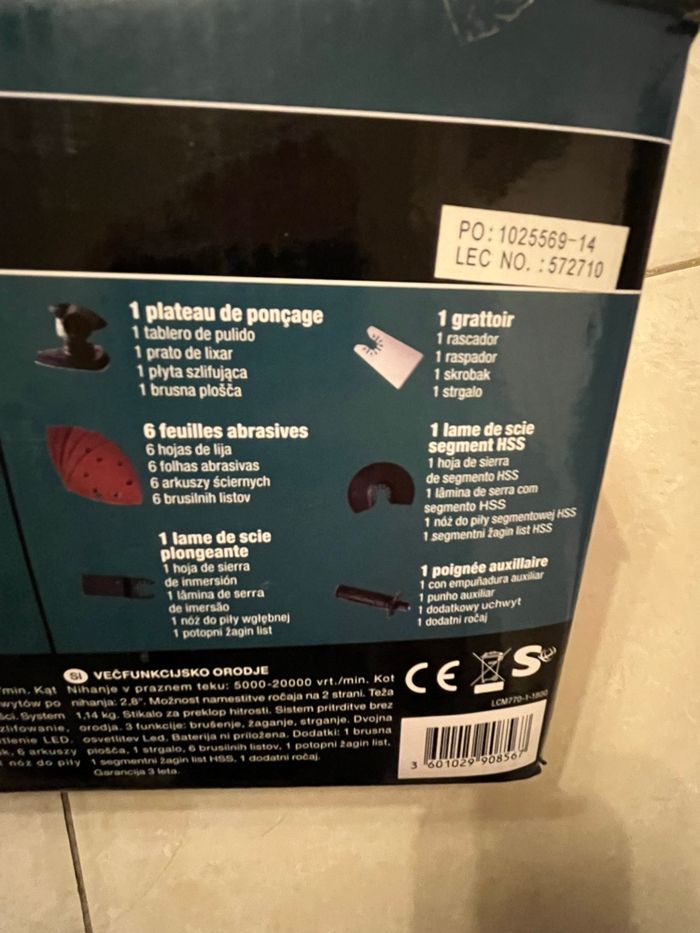 PO: 1025569-14
LEC NO. : 572710
1 plateau de ponçage
1 tablero de pulido
1 prato de lixar
1 płyta szlifująca
1 brusna plošča
1 grattoir
1 rascador
1 raspador
1 skrobak
1 strgalo
6 feuilles abrasives
6 hojas de lija
6 folhas abrasivas
6 arkuszy ściernych
6 brusilnih listov
1 lame de scie
segment HSS
1 hoja de sierra
de segmento HSS
1 lâmina de serra com
segmento HSS
1 nóż do piły segmentowej HSS
1 segmentni žagin list HSS
1 lame de scie
plongeante
1 hoja de sierra
de inmersión
1 lâmina de serra
de imersão
1 nóż do piły wgłębnej
1 potopni žagin list
1 poignée auxillaire
1 con empuñadura auxiliar
1 punho auxiliar
1 dodatkowy uchwyt
1 dodatni ročaj
SI VEČFUNKCIJSKO ORODJE
/min. Kąt Nihanje v praznem teku: 5000-20000 vrt./min. Kot
wytów po nihanja: 2,8°. Možnost namestitve ročaja na 2 strani. Teža
ści. System 1,14 kg. Stikalo za preklop hitrosti. Sistem pritrditve brez
zlifowanie, orodja. 3 funkcije: brušenje, žaganje, strganje. Dvojna
tlenie LED. osvetlitev Led. Baterija ni priložena. Dodatki: 1 brusna
k, 6 arkuszy plošča, 1 strgalo, 6 brusilnih listov, 1 potopni žagin list,
1 nóż do piły 1 segmentni žagin list HSS, 1 dodatni ročaj.
Garancija 3 leta.
CE
S
LCM770-1-1800
3 601029 908567